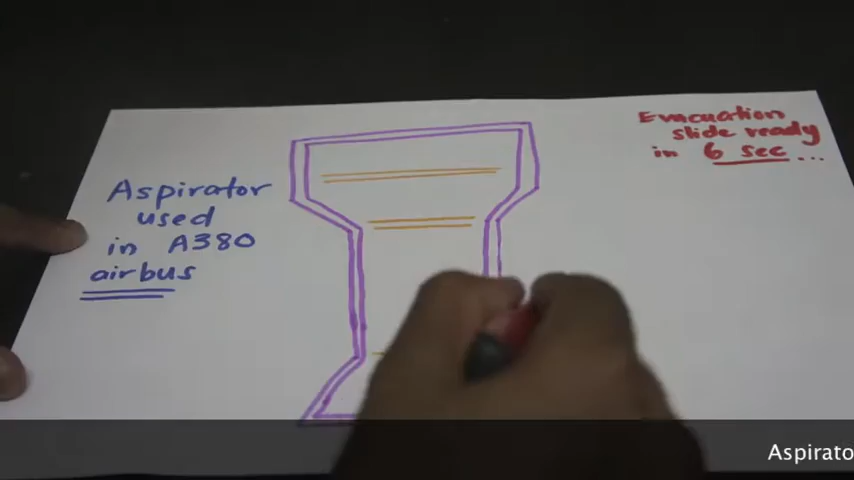 Aspirator
used
in A380
airbus
Evacuation
slide ready
in 6 sec...
Aspirato